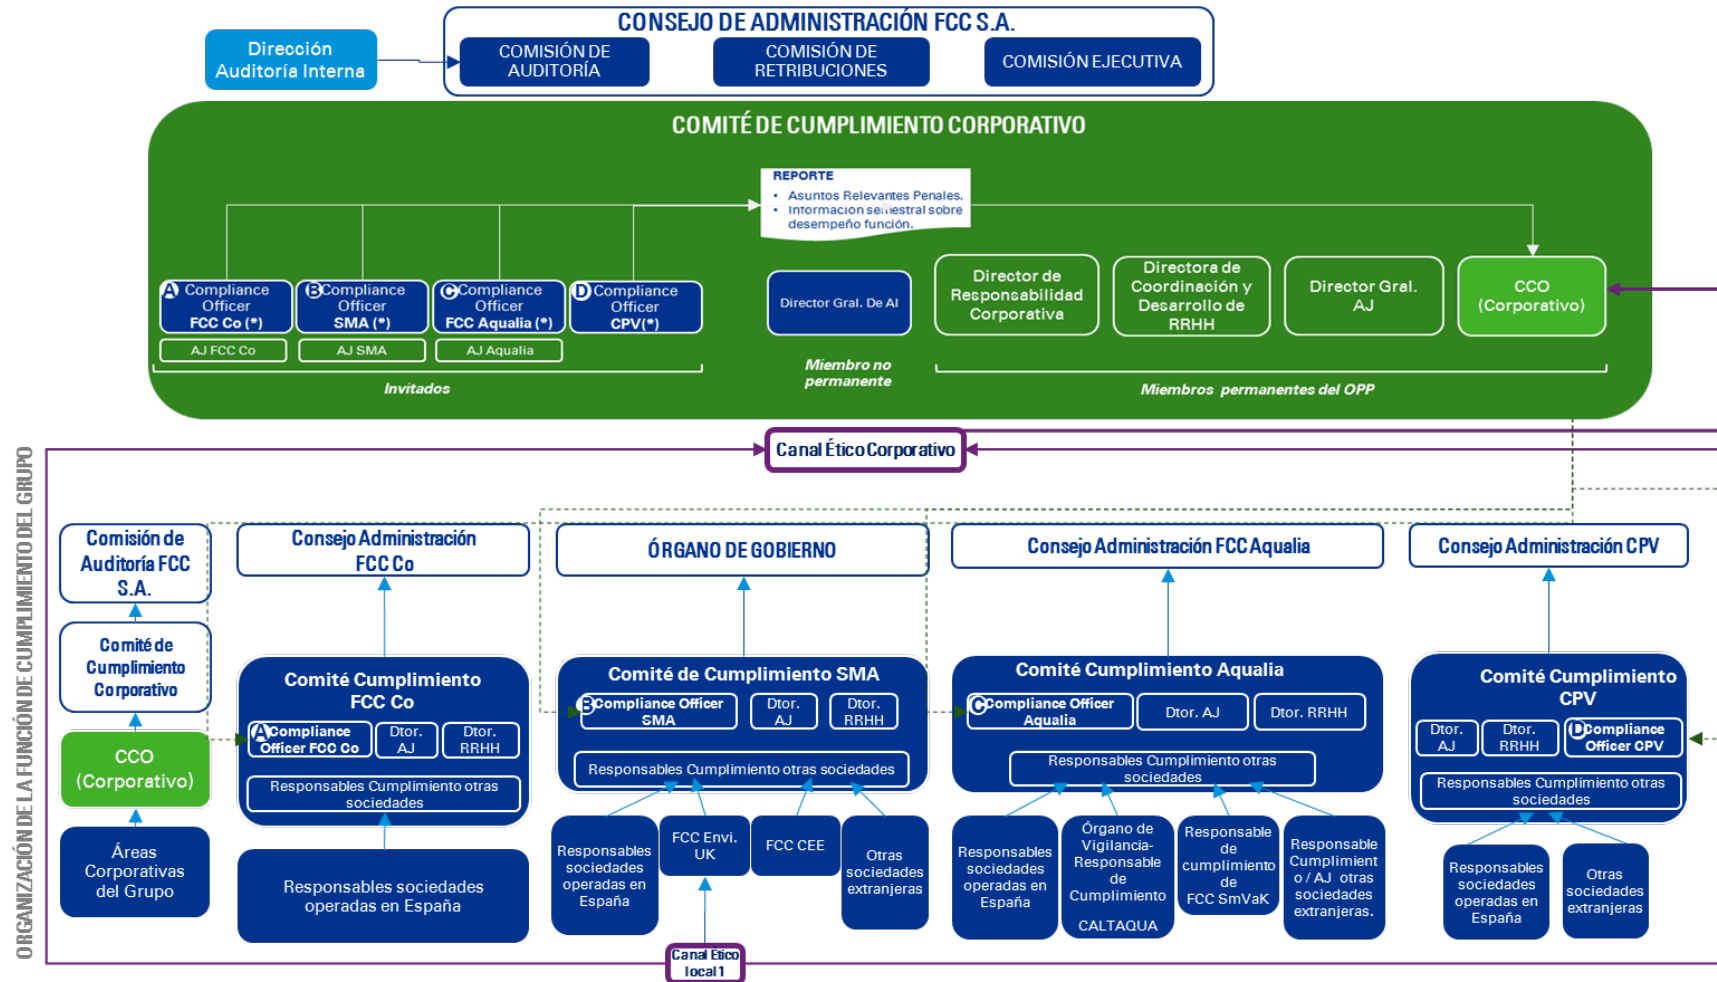 CONSEJO DE ADMINISTRACIÓN FCC S.A.
Dirección
Auditoría Interna
COMISIÓN DE
AUDITORÍA
COMISIÓN DE
RETRIBUCIONES
COMISIÓN EJECUTIVA
COMITÉ DE CUMPLIMIENTO CORPORATIVO
REPORTE
• Asuntos Relevantes Penales.
• Información semestral sobre
desempeño función.
A Compliance
Officer
FCC Co (*)
B Compliance
Officer
SMA (*)
C Compliance
Officer
FCC Aqualia (*)
D Compliance
Officer
CPV(*)
AJ FCC Co
AJ SMA
AJ Aqualia
Invitados
Director Gral. De AI
Miembro no
permanente
Director de
Responsabilidad
Corporativa
Directora de
Coordinación y
Desarrollo de
RRHH
Director Gral.
AJ
CCO
(Corporativo)
Miembros permanentes del OPP
Canal Ético Corporativo
ORGANIZACIÓN DE LA FUNCIÓN DE CUMPLIMIENTO DEL GRUPO
Comisión de
Auditoría FCC
S.A.
Comité de
Cumplimiento
Corporativo
CCO
(Corporativo)
Áreas
Corporativas
del Grupo
Consejo Administración
FCC Co
Comité Cumplimiento
FCC Co
A Compliance
Officer FCC Co
Dtor.
AJ
Dtor.
RRHH
Responsables Cumplimiento otras
sociedades
Responsables sociedades
operadas en España
ÓRGANO DE GOBIERNO
Comité de Cumplimiento SMA
B Compliance Officer
SMA
Dtor.
AJ
Dtor.
RRHH
Responsables Cumplimiento otras sociedades
Responsables
sociedades
operadas en
España
FCC Envi.
UK
FCC CEE
Otras
sociedades
extranjeras
Canal Ético
local 1
Consejo Administración FCC Aqualia
Comité Cumplimiento Aqualia
C Compliance Officer
Aqualia
Dtor. AJ
Dtor. RRHH
Responsables Cumplimiento otras
sociedades
Responsables
sociedades
operadas en
España
Órgano de
Vigilancia-
Responsable
de
Cumplimiento
CALTAQUA
Responsable
de
cumplimiento
de
FCC SmVaK
Responsable
Cumplimient
o / AJ otras
sociedades
extranjeras.
Consejo Administración CPV
Comité Cumplimiento
CPV
Dtor.
AJ
Dtor.
RRHH
D Compliance
Officer CPV
Responsables Cumplimiento otras
sociedades
Responsables
sociedades
operadas en
España
Otras
sociedades
extranjeras